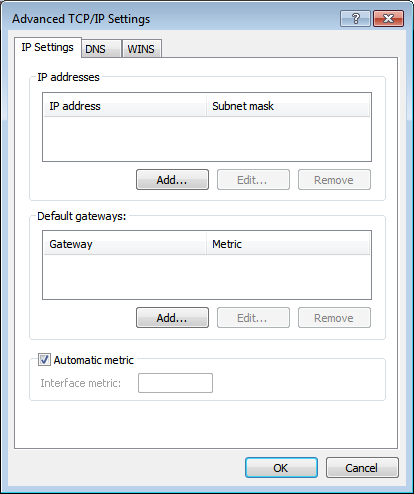 Advanced TCP/IP Settings
?
IP Settings DNS WINS
IP addresses
IP address Subnet mask
Add... Edit... Remove
Default gateways:
Gateway Metric
Add... Edit... Remove
Automatic metric
Interface metric:
OK Cancel